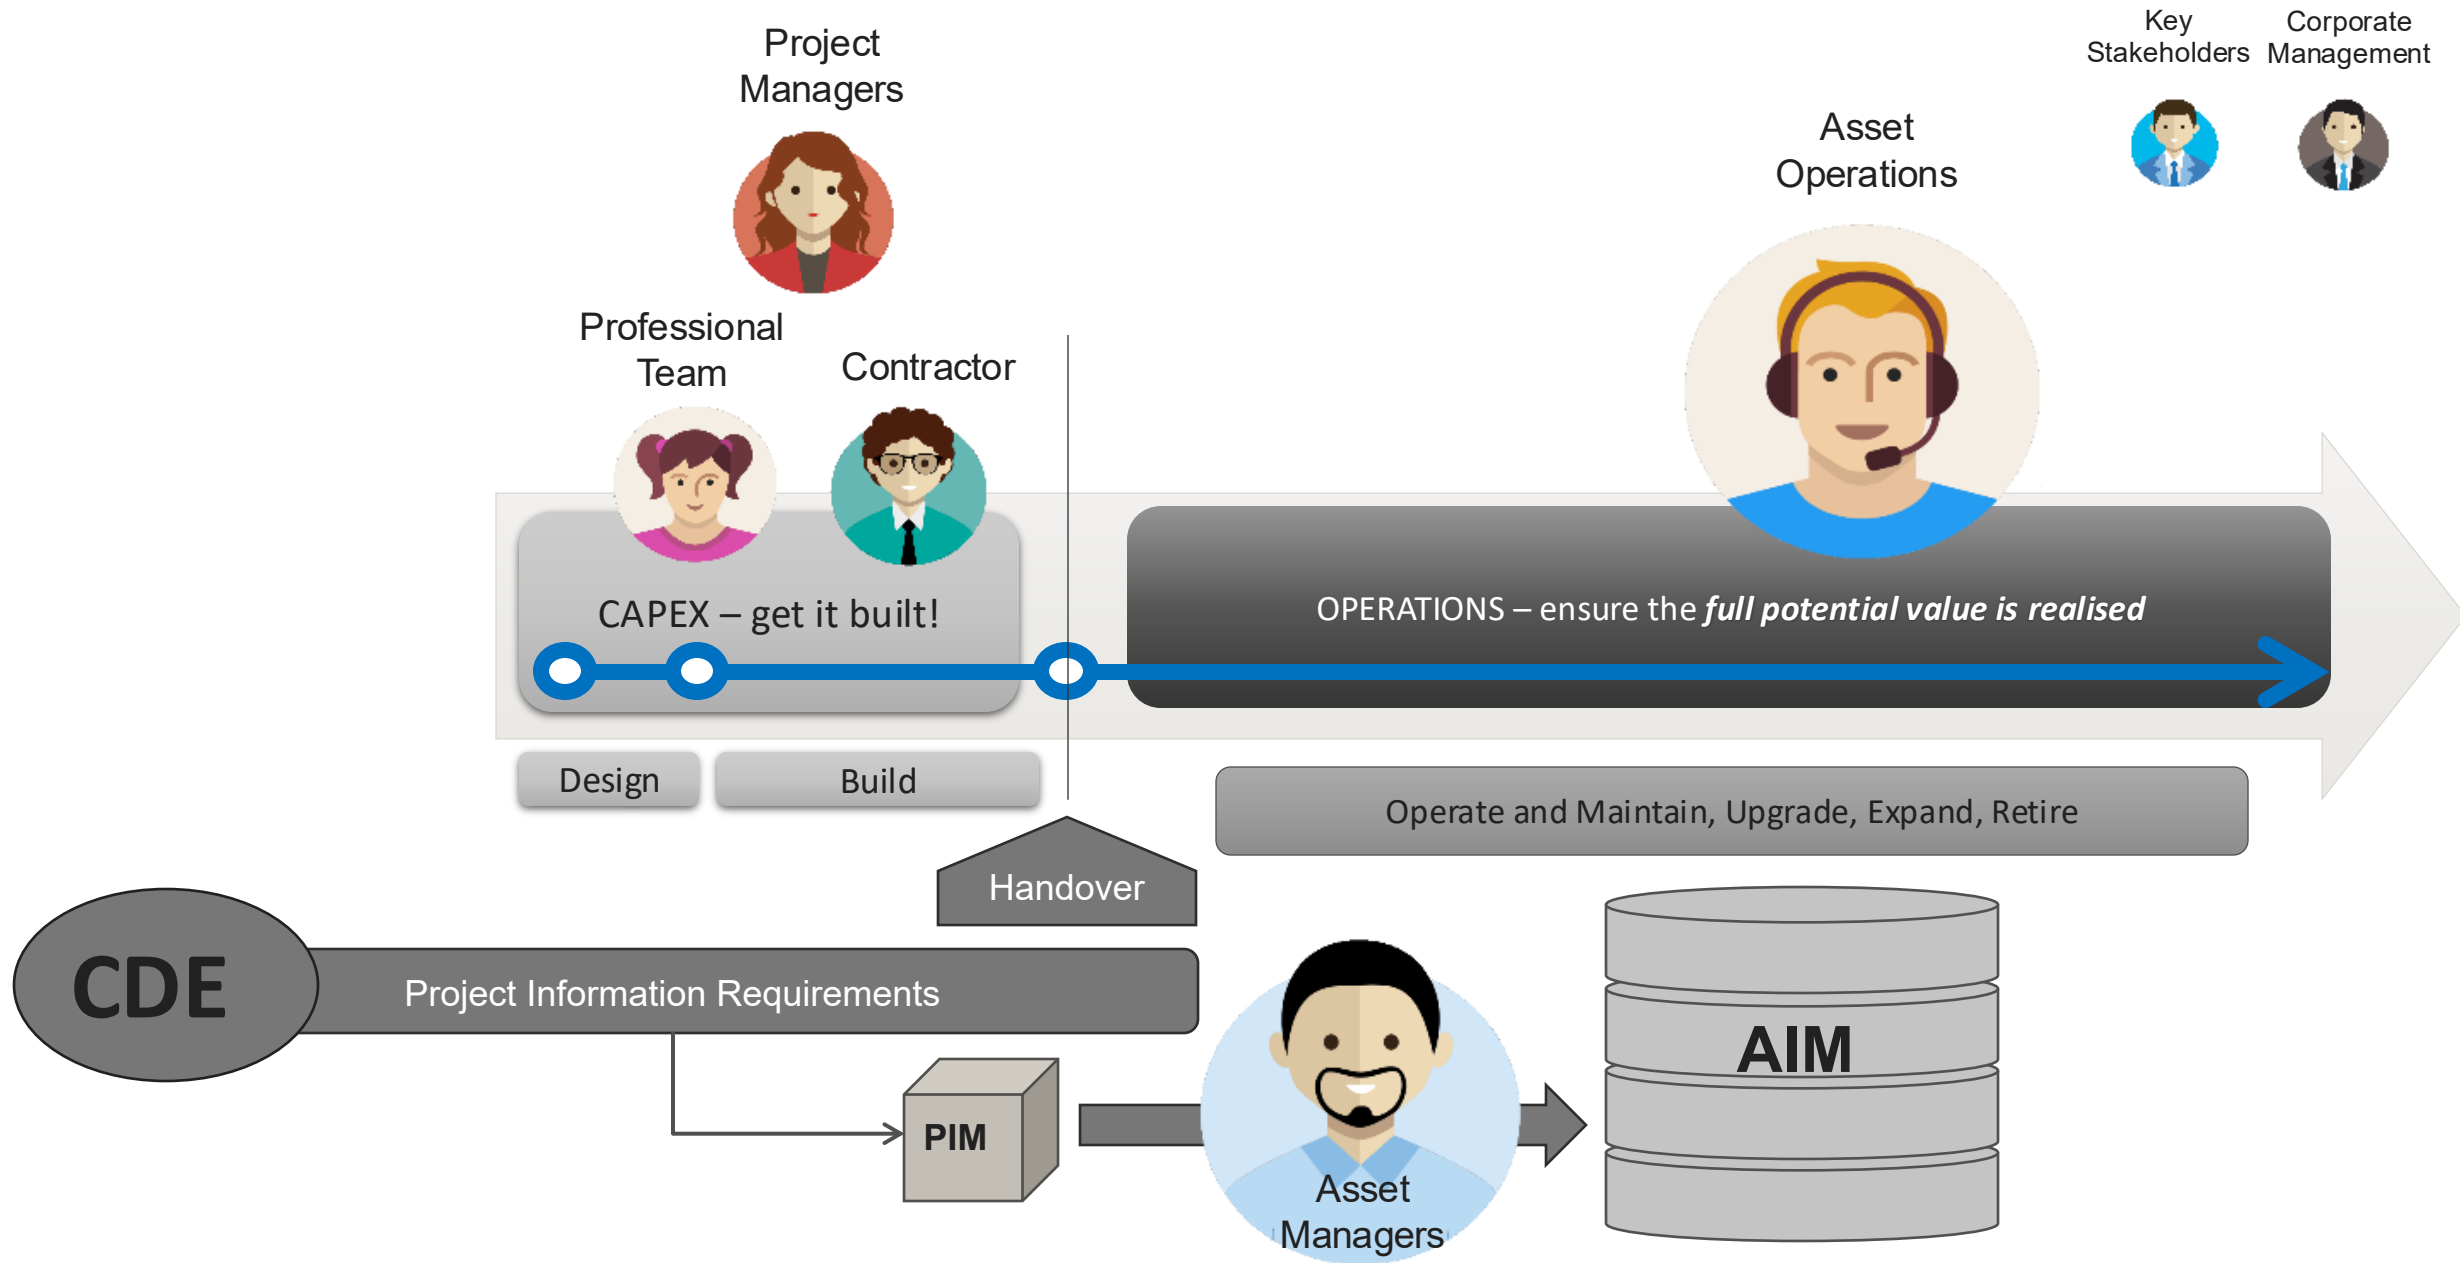 Project
Managers
Key
Stakeholders
Corporate
Management
Asset
Operations
Professional
Team
Contractor
CAPEX – get it built!
OPERATIONS – ensure the full potential value is realised
Design
Build
Operate and Maintain, Upgrade, Expand, Retire
Handover
CDE
Project Information Requirements
PIM
Asset
Managers
AIM